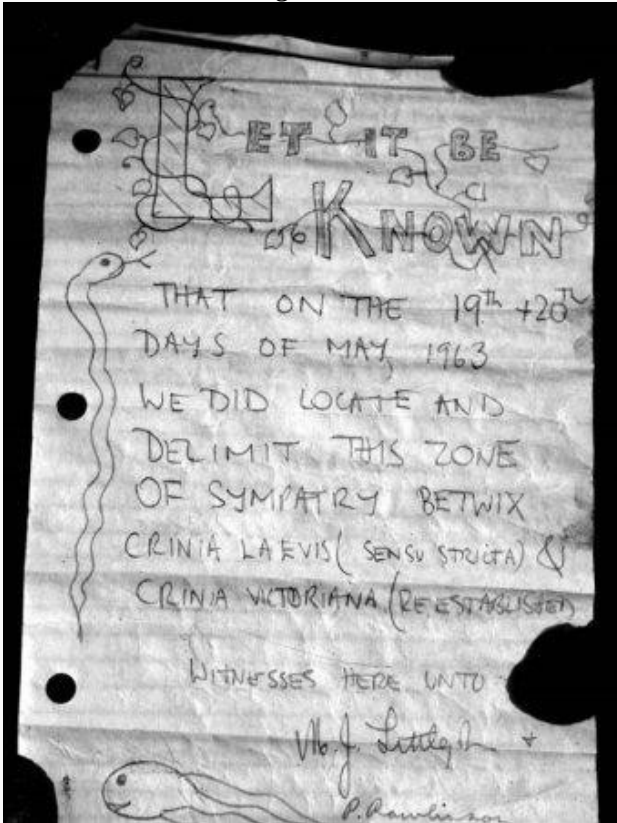 LET IT BE
KNOWN
THAT ON THE 19th + 20th
DAYS OF MAY, 1963
WE DID LOCATE AND
DELIMIT THIS ZONE
OF SYMPATRY BETWIX
CRINIA LAEVIS (SENSU STRICTA) &
CRINIA VICTORIANA (RE ESTABLISHED
WITNESSES HERE UNTO
M. J. Littlejohn +
P. Rawlinson